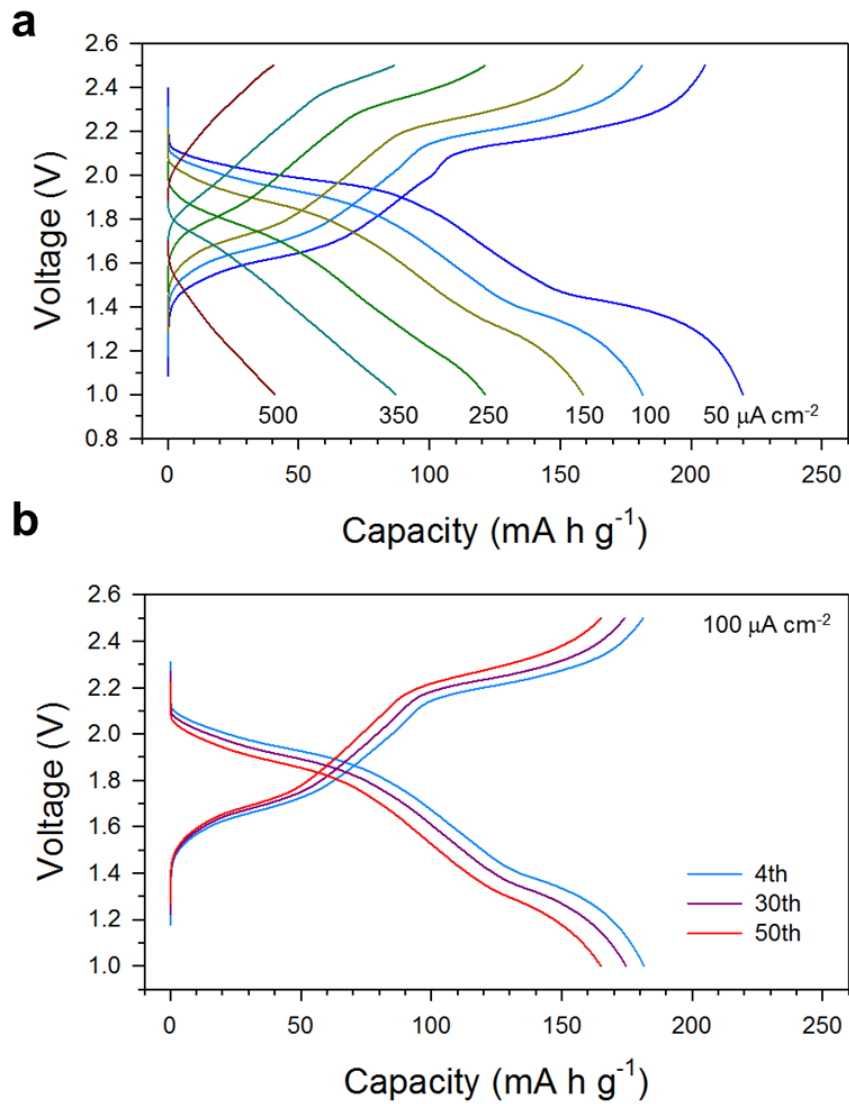 a
2.6
2.4
2.2
2.0
1.8
1.6
1.4
1.2
1.0
0.8
Voltage (V)
500 350 250 150 100 50 μA cm-2
0 50 100 150 200 250
Capacity (mA h g-1)
b
2.6
2.4
2.2
2.0
1.8
1.6
1.4
1.2
1.0
Voltage (V)
100 μA cm-2
4th
30th
50th
0 50 100 150 200 250
Capacity (mA h g-1)